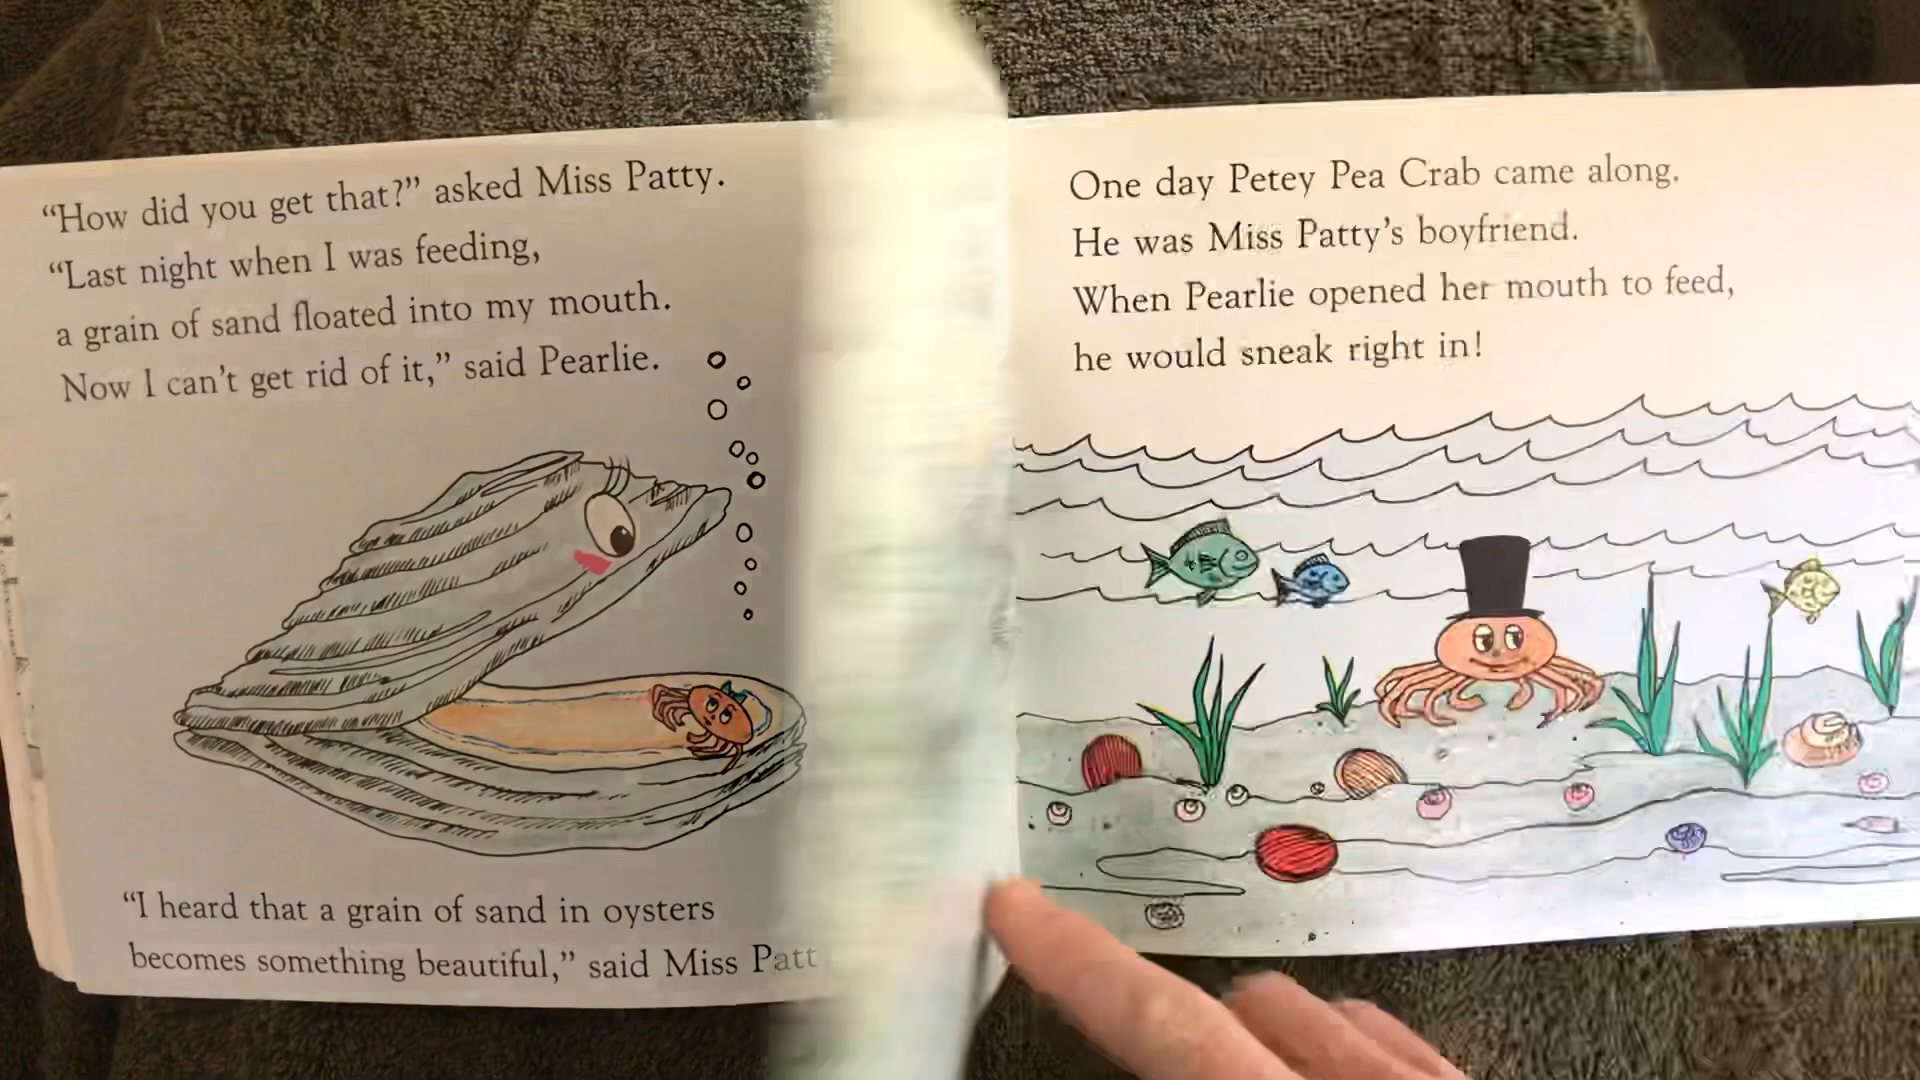 “How did you get that?” asked Miss Patty.
“Last night when I was feeding,
a grain of sand floated into my mouth.
Now I can’t get rid of it,” said Pearlie.
“I heard that a grain of sand in oysters
becomes something beautiful,” said Miss Patt
One day Petey Pea Crab came along.
He was Miss Patty’s boyfriend.
When Pearlie opened her mouth to feed,
he would sneak right in!